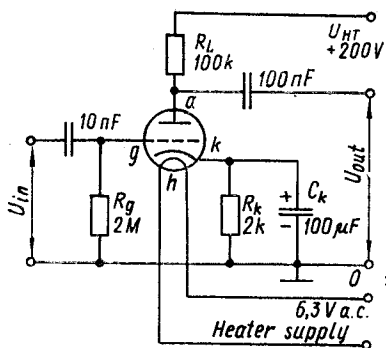 U_HT
+200V
R_L
100k
100nF
a
10nF
g
k
h
U_in
R_g
2M
R_k
2k
+
-
C_k
100µF
U_out
0
6,3V a.c.
Heater supply